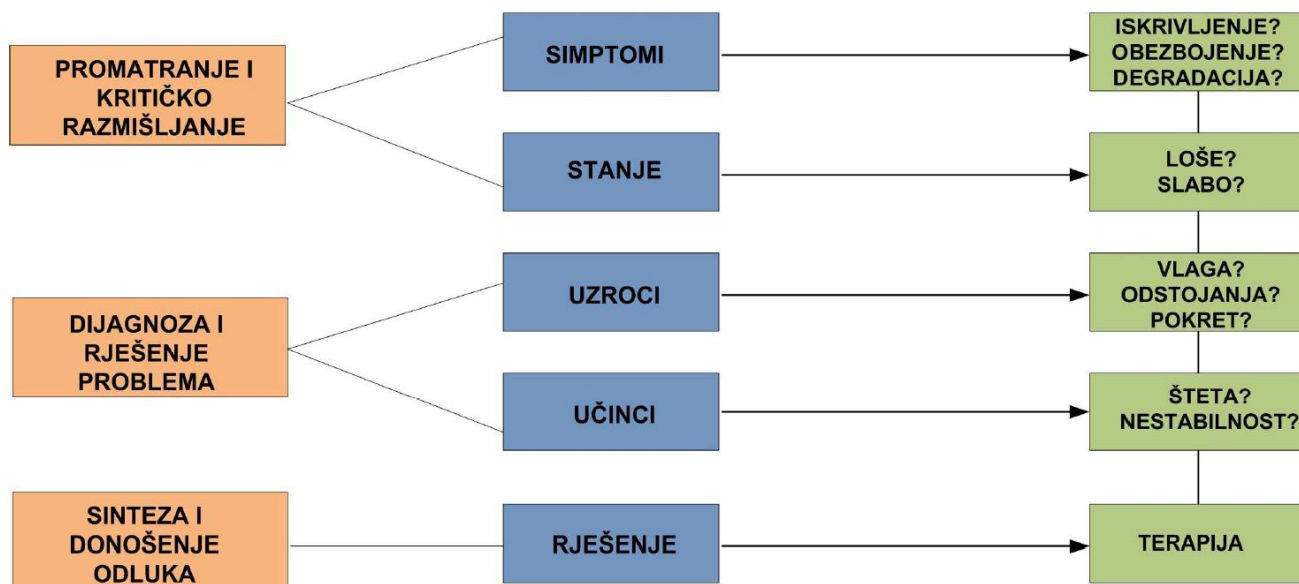 PROMATRANJE I
KRITIČKO
RAZMIŠLJANJE
SIMPTOMI
ISKRIVLJENJE?
OBEZBOJENJE?
DEGRADACIJA?
STANJE
LOŠE?
SLABO?
DIJAGNOZA I
RJEŠENJE
PROBLEMA
UZROCI
VLAGA?
ODSTOJANJA?
POKRET?
UČINCI
ŠTETA?
NESTABILNOST?
SINTEZA I
DONOŠENJE
ODLUKA
RJEŠENJE
TERAPIJA